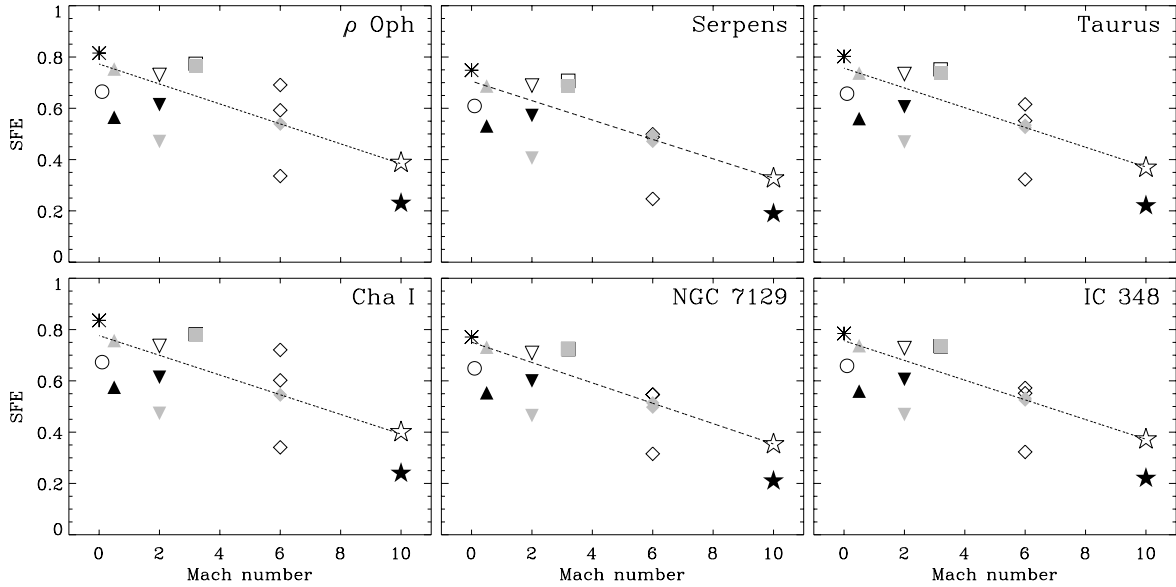 ρ Oph
Serpens
Taurus
SFE
1
0.8
0.6
0.4
0.2
0
Cha I
NGC 7129
IC 348
SFE
1
0.8
0.6
0.4
0.2
0
0 2 4 6 8 10
0 2 4 6 8 10
0 2 4 6 8 10
Mach number
Mach number
Mach number